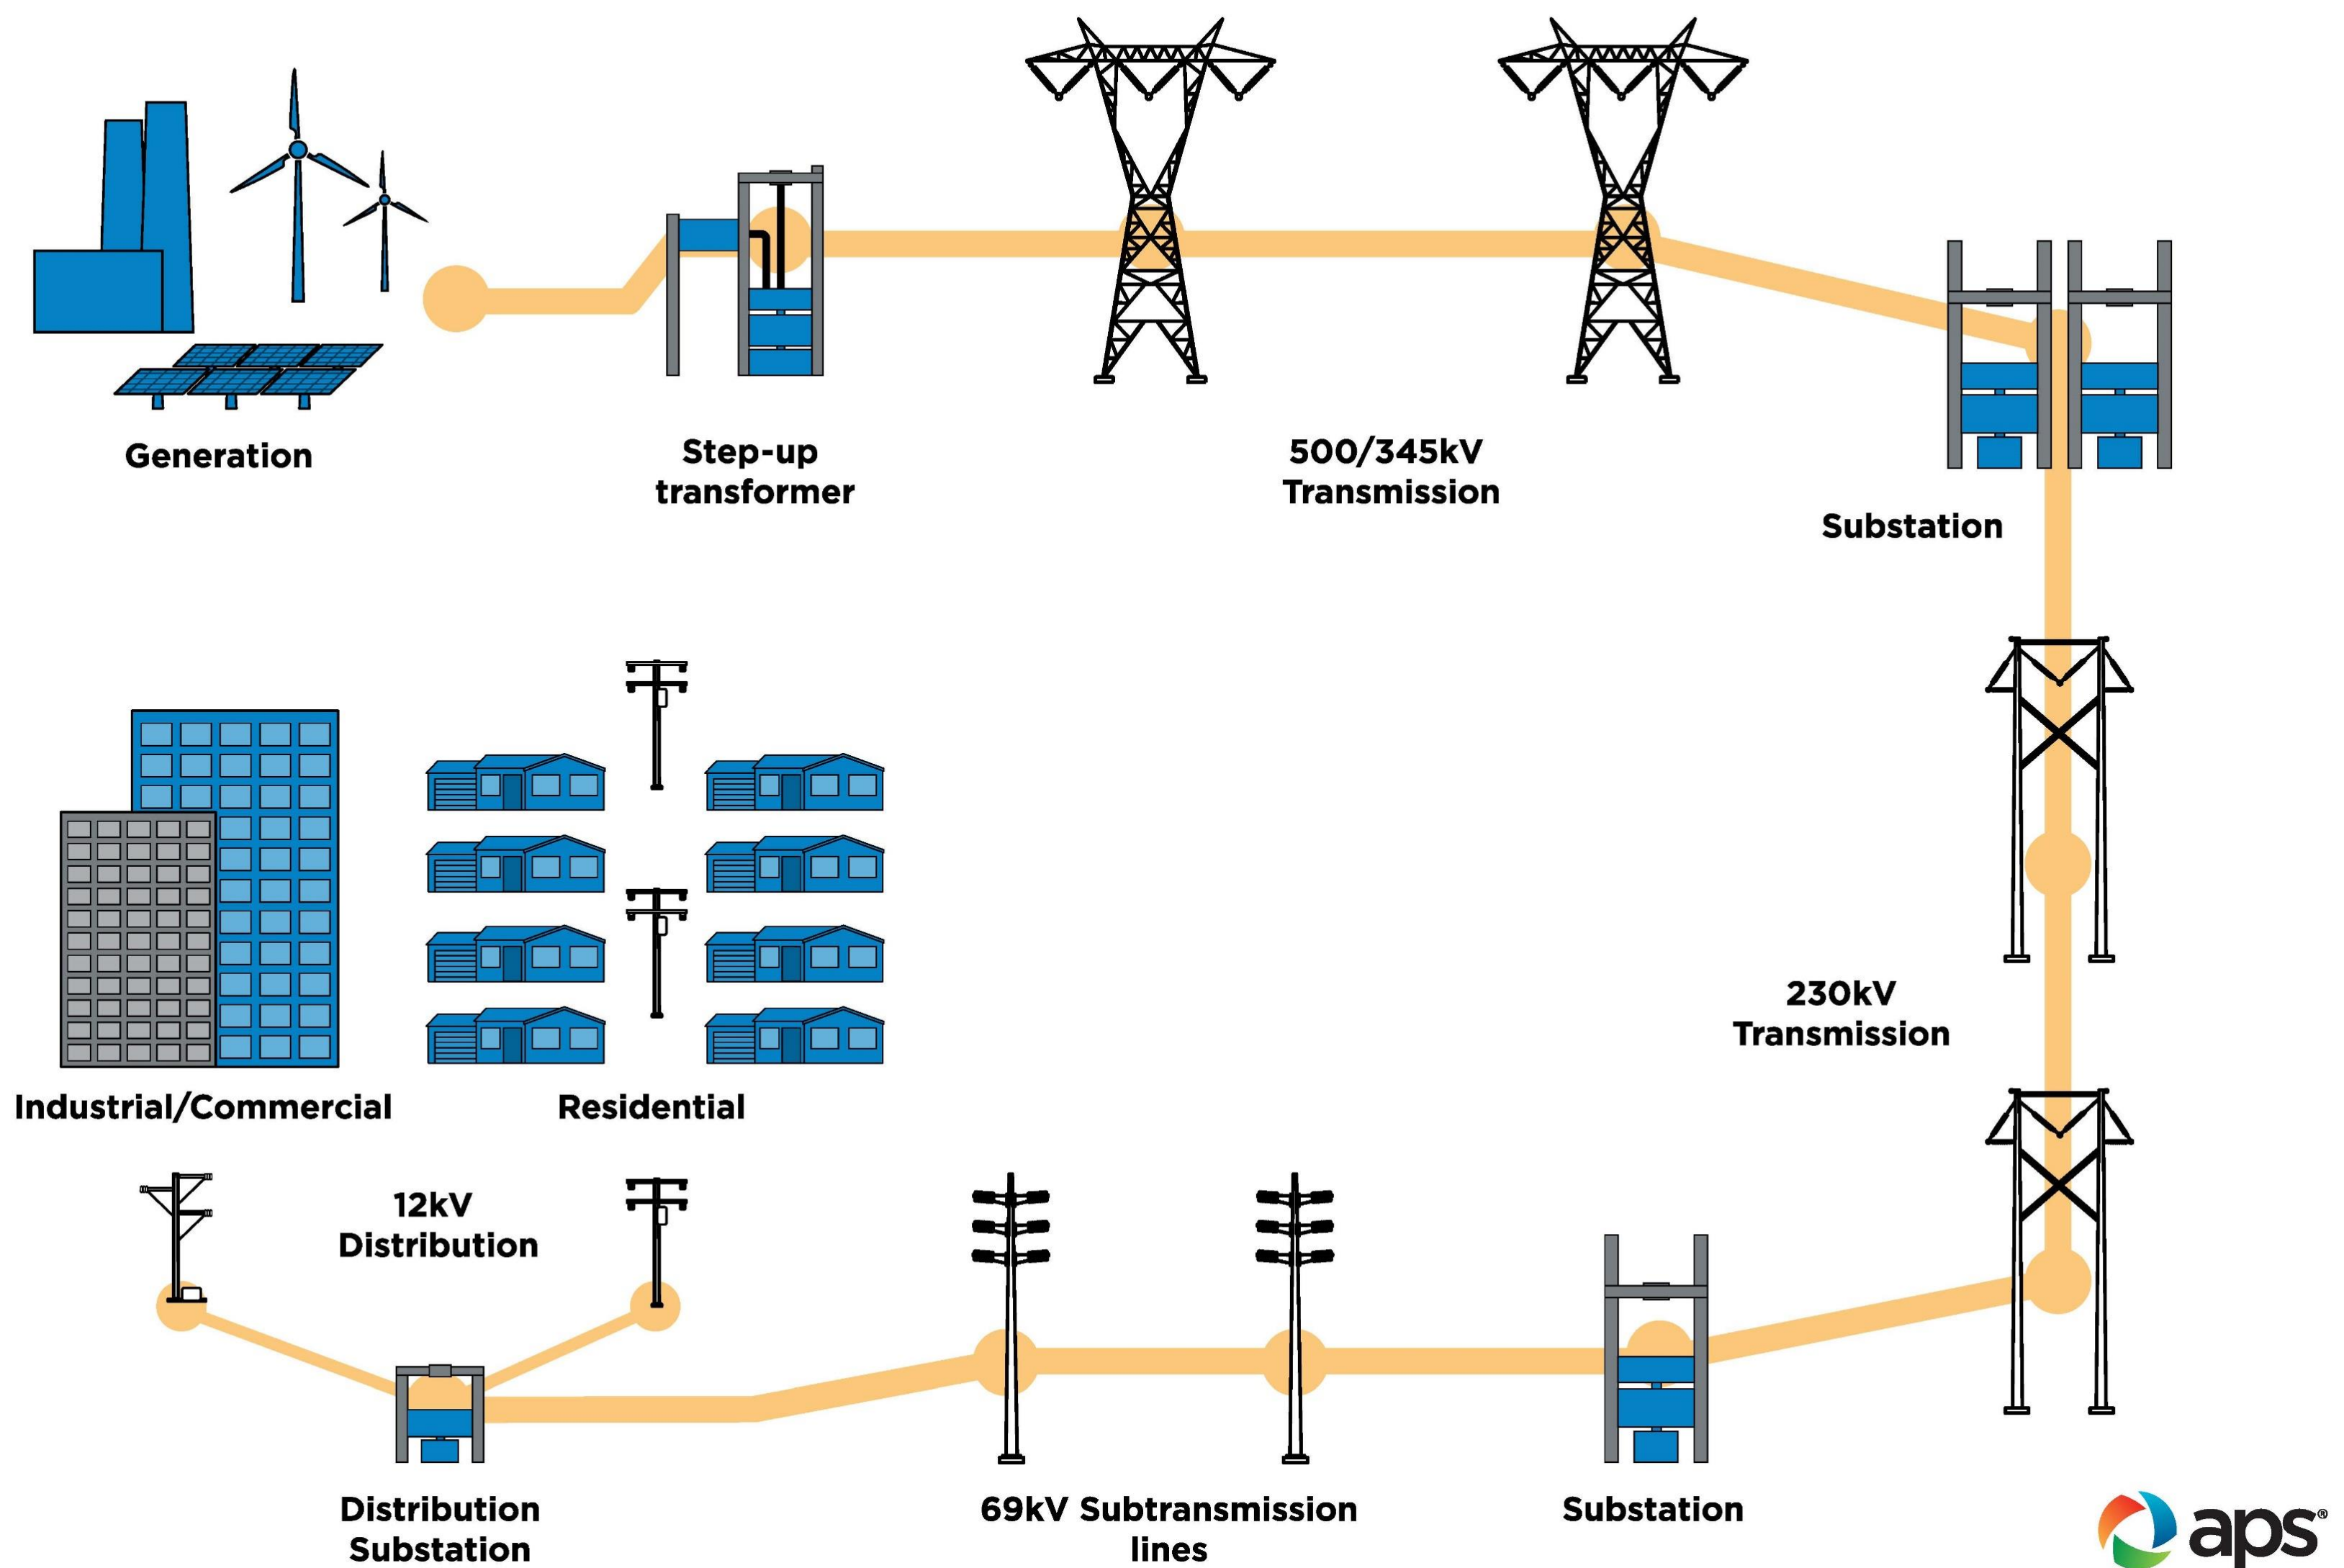 Generation
Step-up
transformer
500/345kV
Transmission
Substation
230kV
Transmission
Industrial/Commercial
Residential
12kV
Distribution
Distribution
Substation
69kV Subtransmission
lines
Substation
aps®